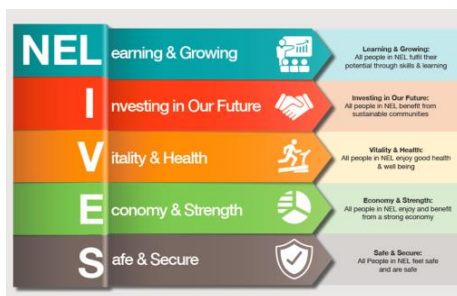 NEL earning & Growing
Learning & Growing:
All people in NEL fulfil their
potential through skills & learning
I nvesting in Our Future
Investing in Our Future:
All people in NEL benefit from
sustainable communities
V itality & Health
Vitality & Health:
All people in NEL enjoy good health
& well being
E conomy & Strength
Economy & Strength:
All people in NEL enjoy and benefit
from a strong economy
S afe & Secure
Safe & Secure:
All People in NEL feel safe
and are safe